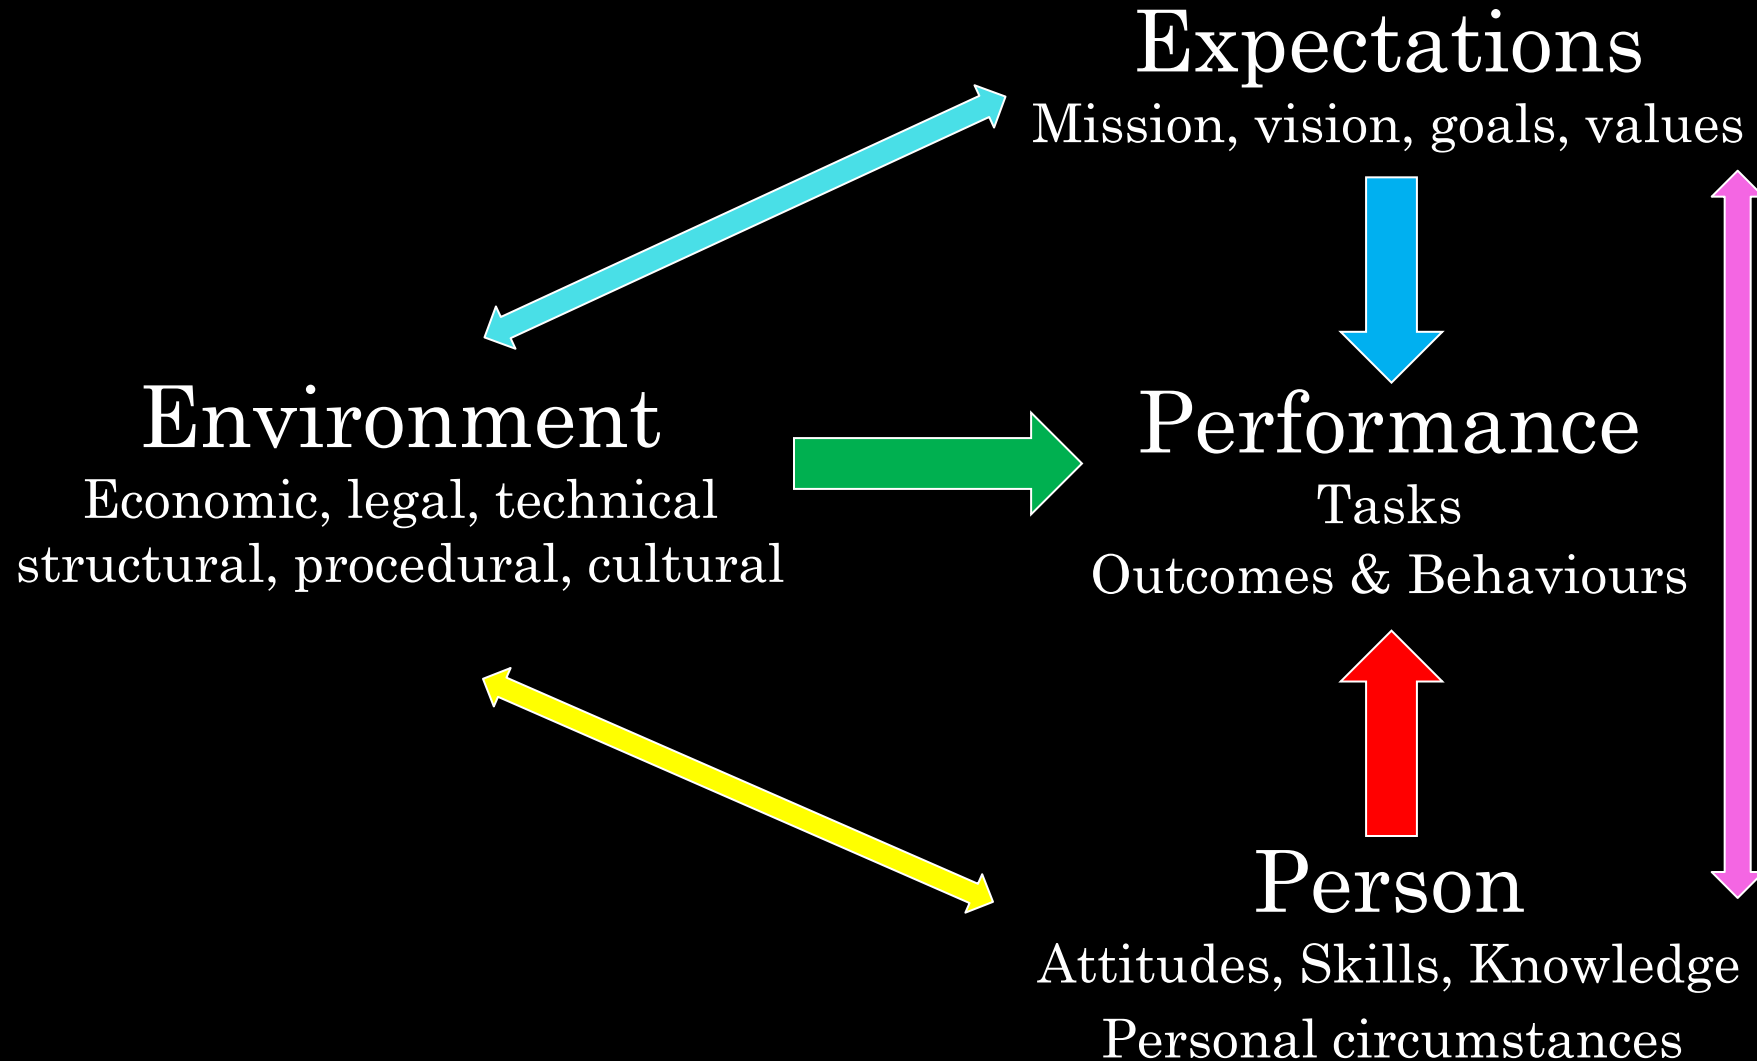 Expectations
Mission, vision, goals, values
Environment
Economic, legal, technical
structural, procedural, cultural
Performance
Tasks
Outcomes & Behaviours
Person
Attitudes, Skills, Knowledge
Personal circumstances